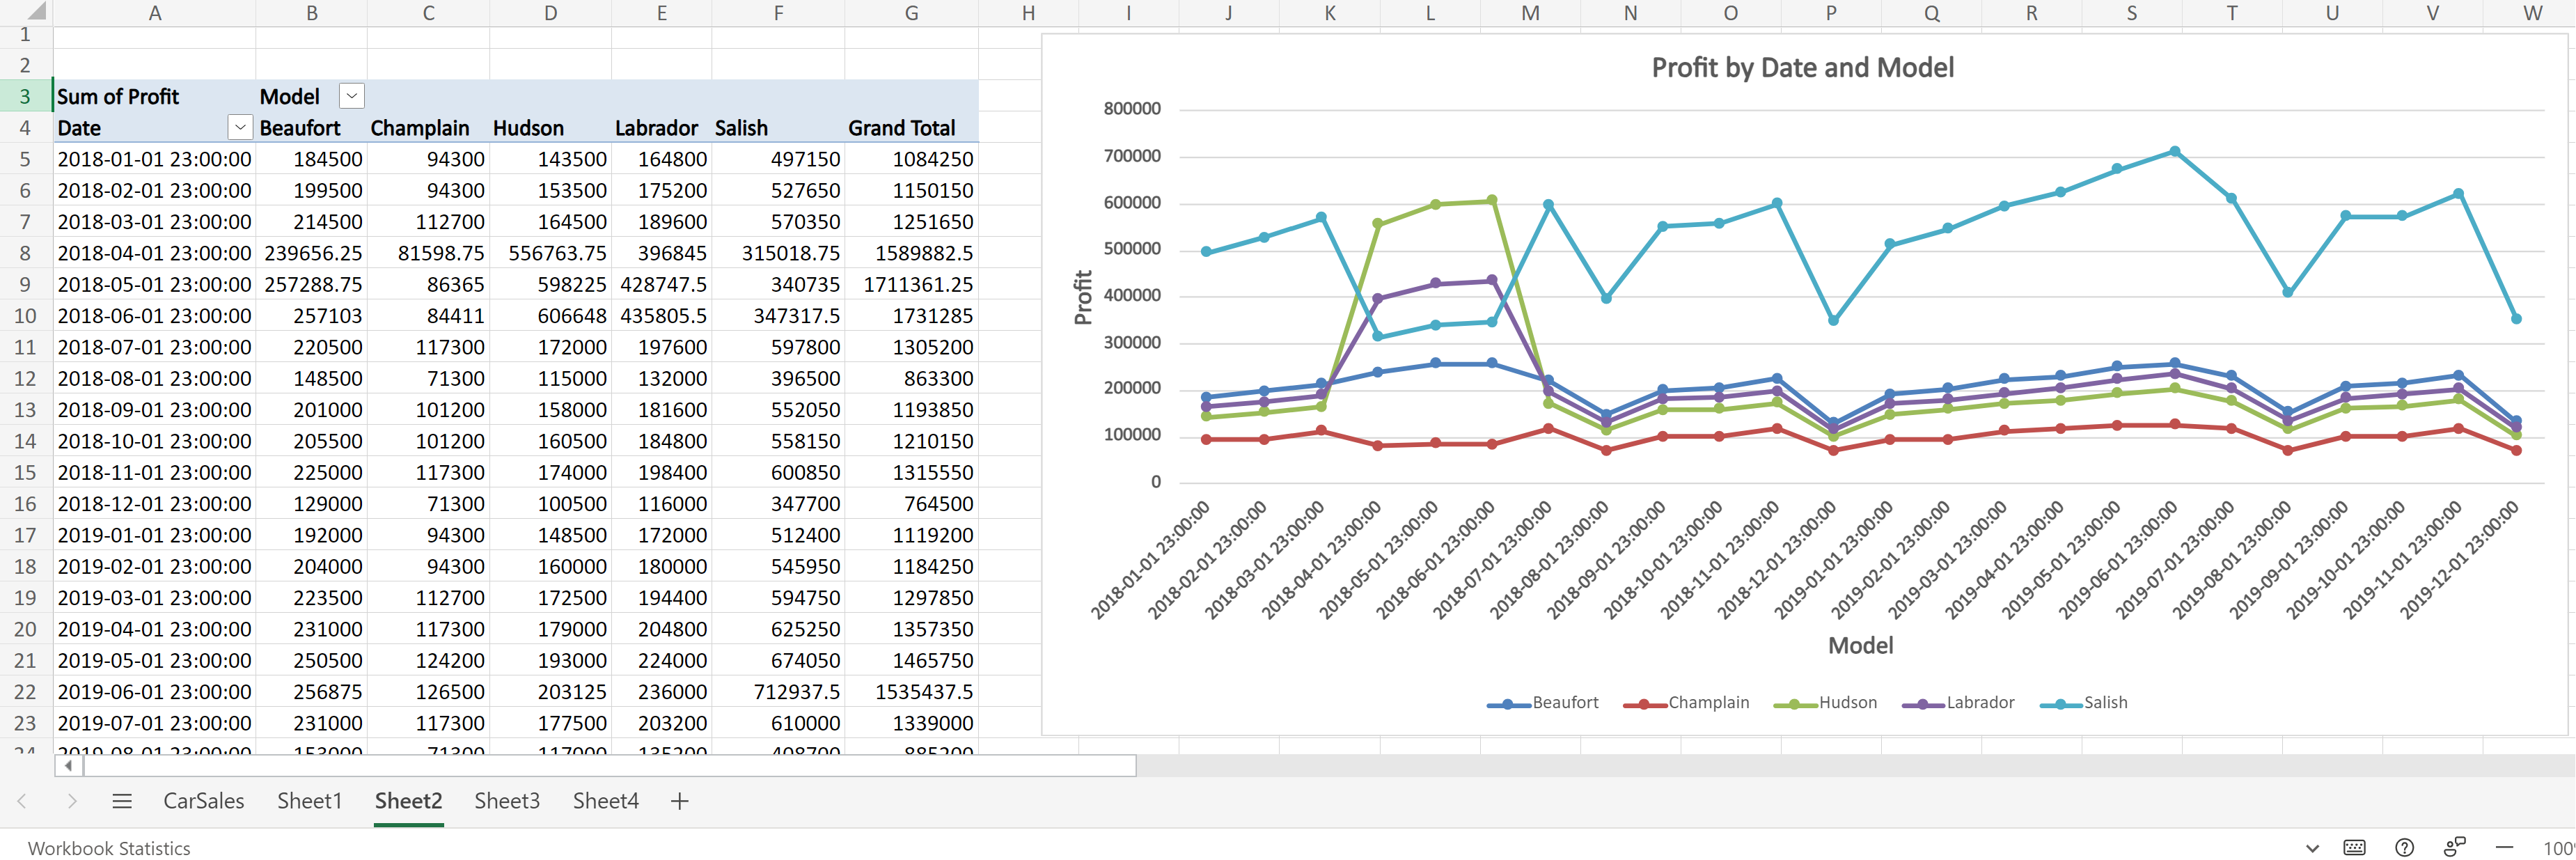 A B C D E F G H I J K L M N O P Q R S T U V W
1
2
3 Sum of Profit Model
4 Date Beaufort Champlain Hudson Labrador Salish Grand Total
5 2018-01-01 23:00:00 184500 94300 143500 164800 497150 1084250
6 2018-02-01 23:00:00 199500 94300 153500 175200 527650 1150150
7 2018-03-01 23:00:00 214500 112700 164500 189600 570350 1251650
8 2018-04-01 23:00:00 239656.25 81598.75 556763.75 396845 315018.75 1589882.5
9 2018-05-01 23:00:00 257288.75 86365 598225 428747.5 340735 1711361.25
10 2018-06-01 23:00:00 257103 84411 606648 435805.5 347317.5 1731285
11 2018-07-01 23:00:00 220500 117300 172000 197600 597800 1305200
12 2018-08-01 23:00:00 148500 71300 115000 132000 396500 863300
13 2018-09-01 23:00:00 201000 101200 158000 181600 552050 1193850
14 2018-10-01 23:00:00 205500 101200 160500 184800 558150 1210150
15 2018-11-01 23:00:00 225000 117300 174000 198400 600850 1315550
16 2018-12-01 23:00:00 129000 71300 100500 116000 347700 764500
17 2019-01-01 23:00:00 192000 94300 148500 172000 512400 1119200
18 2019-02-01 23:00:00 204000 94300 160000 180000 545950 1184250
19 2019-03-01 23:00:00 223500 112700 172500 194400 594750 1297850
20 2019-04-01 23:00:00 231000 117300 179000 204800 625250 1357350
21 2019-05-01 23:00:00 250500 124200 193000 224000 674050 1465750
22 2019-06-01 23:00:00 256875 126500 203125 236000 712937.5 1535437.5
23 2019-07-01 23:00:00 231000 117300 177500 203200 610000 1339000
24 2019-08-01 23:00:00 153000 71300 117000 135200 408700 885200
Profit by Date and Model
800000
700000
600000
500000
400000
300000
200000
100000
0
Profit
2018-01-01 23:00:00
2018-02-01 23:00:00
2018-03-01 23:00:00
2018-04-01 23:00:00
2018-05-01 23:00:00
2018-06-01 23:00:00
2018-07-01 23:00:00
2018-08-01 23:00:00
2018-09-01 23:00:00
2018-10-01 23:00:00
2018-11-01 23:00:00
2018-12-01 23:00:00
2019-01-01 23:00:00
2019-02-01 23:00:00
2019-03-01 23:00:00
2019-04-01 23:00:00
2019-05-01 23:00:00
2019-06-01 23:00:00
2019-07-01 23:00:00
2019-08-01 23:00:00
2019-09-01 23:00:00
2019-10-01 23:00:00
2019-11-01 23:00:00
2019-12-01 23:00:00
Model
Beaufort Champlain Hudson Labrador Salish
CarSales Sheet1 Sheet2 Sheet3 Sheet4
Workbook Statistics 100